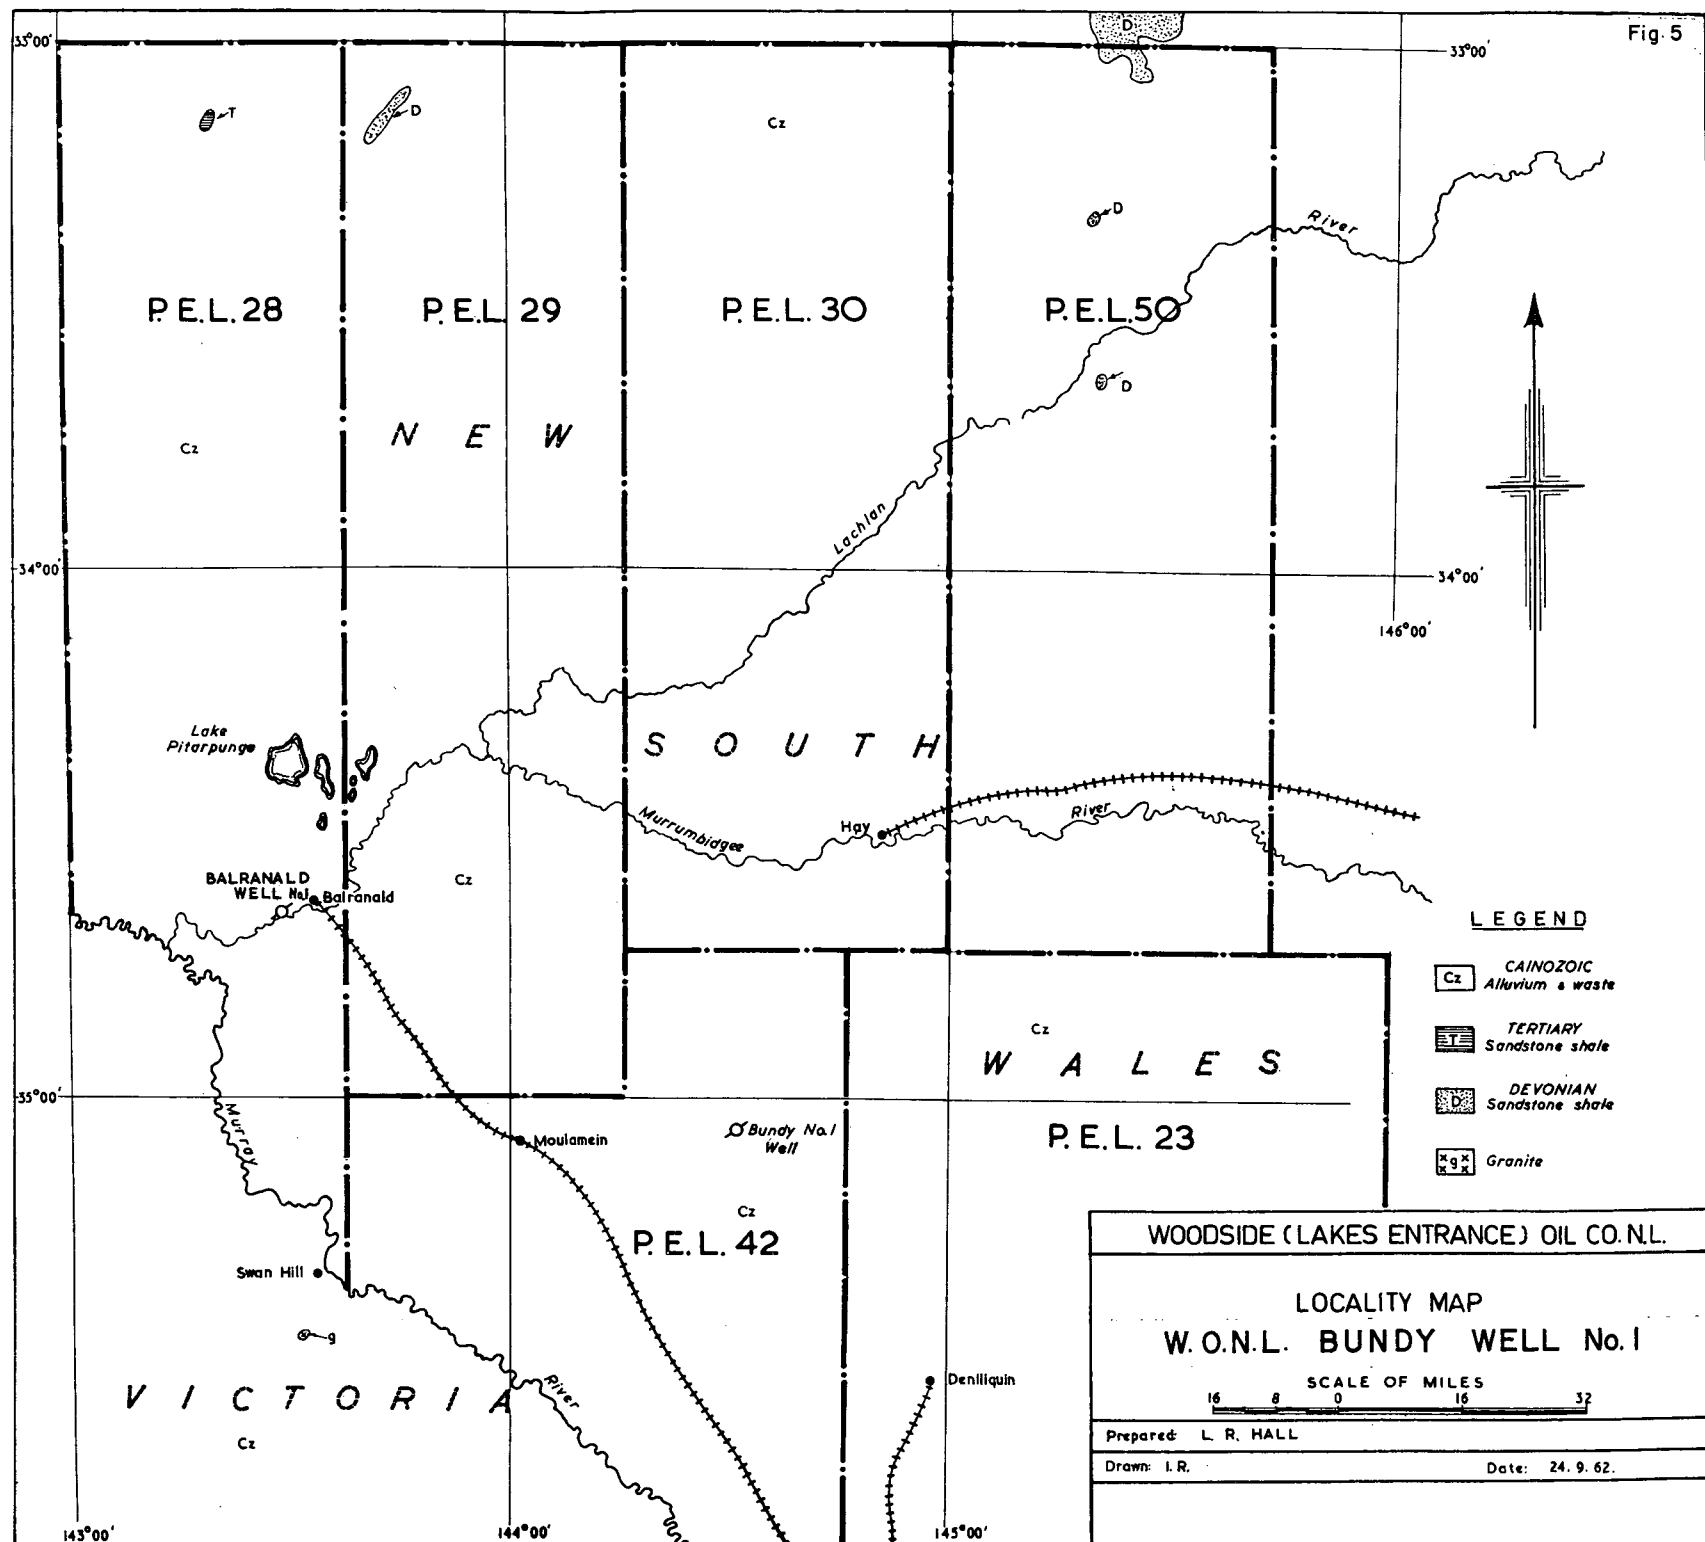 Fig. 5
33°00'
33°00'
D
T
D
Cz
D
River
P.E.L. 28
P.E.L. 29
P.E.L. 30
P.E.L. 50
D
Cz
N E W
Lachlan
34°00'
34°00'
146°00'
Lake
Pitarpunga
S O U T H
Murrumbidgee
Hay
River
Cz
BALRANALD
WELL No.1
Balranald
LEGEND
Cz
CAINOZOIC
Alluvium & waste
T
TERTIARY
Sandstone shale
D
DEVONIAN
Sandstone shale
g
Granite
Cz
W A L E S
35°00'
Murray
Moulamein
Bundy No.1
Well
P.E.L. 23
Cz
P.E.L. 42
Swan Hill
g
V I C T O R I A
River
Cz
Deniliquin
143°00'
144°00'
145°00'
WOODSIDE (LAKES ENTRANCE) OIL CO. N.L.
LOCALITY MAP
W.O.N.L. BUNDY WELL No. 1
SCALE OF MILES
16 8 0 16 32
Prepared: L. R. HALL
Drawn: I.R.
Date: 24. 9. 62.